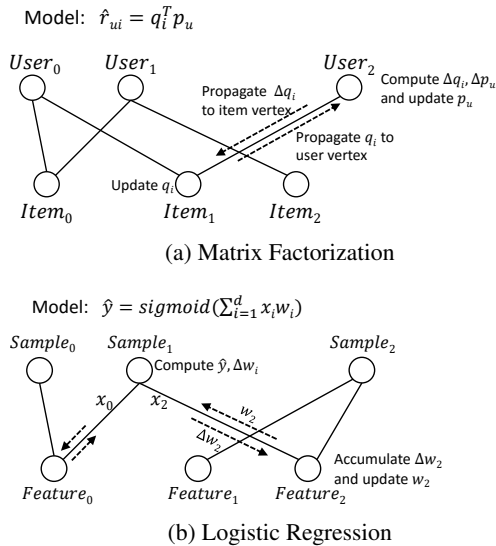 Model: r̂_{ui} = q_i^T p_u
User_0 User_1 User_2
Propagate Δq_i
to item vertex
Compute Δq_i, Δp_u
and update p_u
Propagate q_i to
user vertex
Update q_i
Item_0 Item_1 Item_2
(a) Matrix Factorization
Model: ŷ = sigmoid(∑_{i=1}^d x_i w_i)
Sample_0 Sample_1 Sample_2
Compute ŷ, Δw_i
x_0 x_2 w_2
Δw_2
Accumulate Δw_2
and update w_2
Feature_0 Feature_1 Feature_2
(b) Logistic Regression